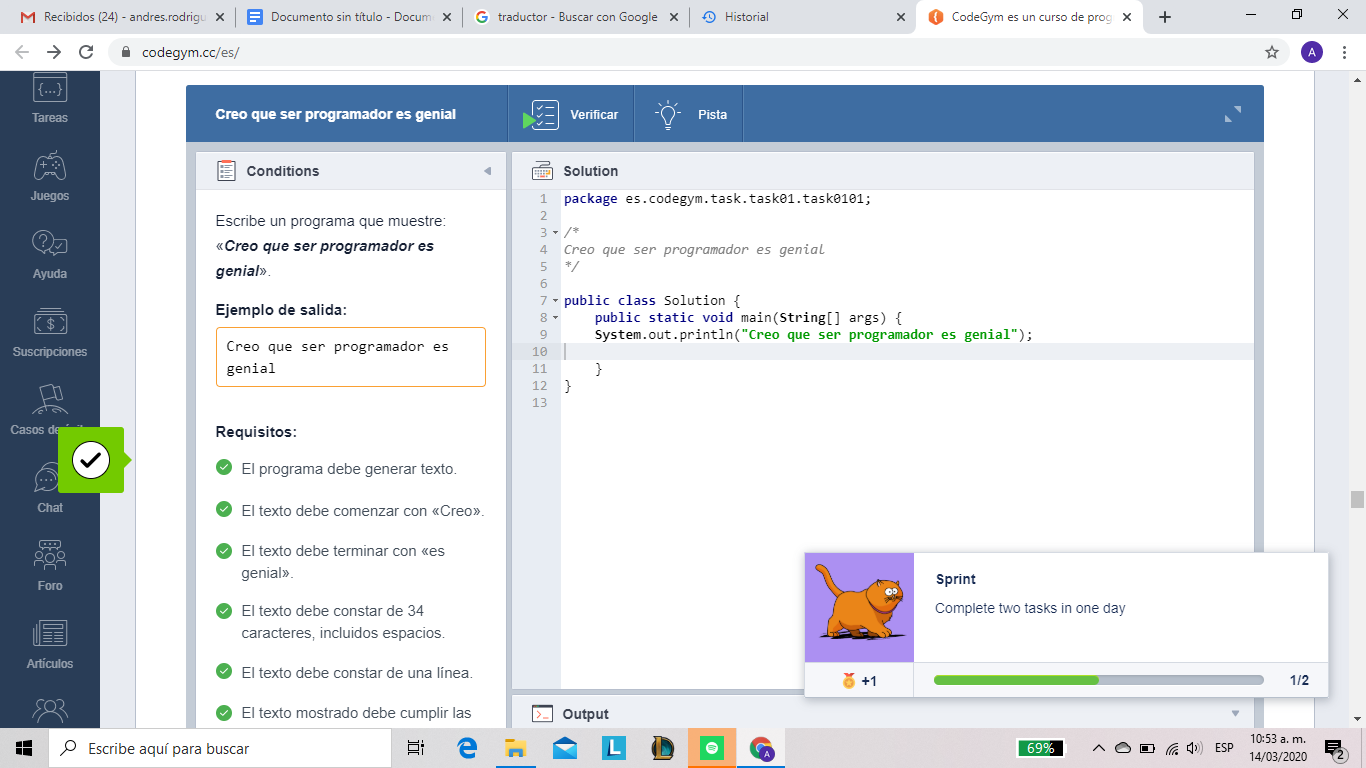 Recibidos (24) - andres.rodrigu
Documento sin título - Docum
traductor - Buscar con Google
Historial
CodeGym es un curso de prog
codegym.cc/es/
A
Tareas
Juegos
Ayuda
Suscripciones
Chat
Foro
Artículos
Creo que ser programador es genial
Verificar
Pista
Conditions
Escribe un programa que muestre:
«Creo que ser programador es
genial».
Ejemplo de salida:
Creo que ser programador es
genial
Requisitos:
El programa debe generar texto.
El texto debe comenzar con «Creo».
El texto debe terminar con «es
genial».
El texto debe constar de 34
caracteres, incluidos espacios.
El texto debe constar de una línea.
El texto mostrado debe cumplir las
Solution
1 package es.codegym.task.task01.task0101;
2
3 /*
4 Creo que ser programador es genial
5 */
6
7 public class Solution {
8 public static void main(String[] args) {
9 System.out.println("Creo que ser programador es genial");
10
11 }
12 }
13
Sprint
Complete two tasks in one day
+1
1/2
Output
Escribe aquí para buscar
69%
ESP
10:53 a. m.
14/03/2020
2